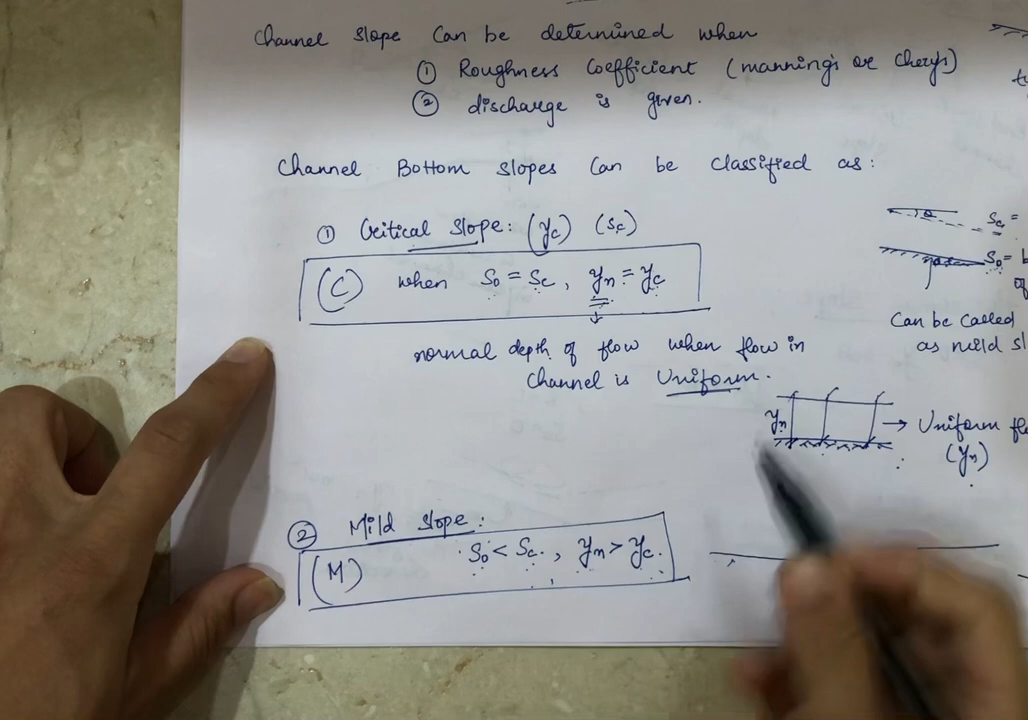 Channel slope Can be determined when
① Roughness Coefficient (manning's or Chezy's)
② discharge is given.
Channel Bottom slopes Can be classified as:
① Critical slope: (yc) (Sc)
(C) when S₀ = Sc, yn = yc
normal depth of flow when flow in
Channel is Uniform.
Sc =
S₀ =
Can be Called
as mild
yn
→ Uniform
(yn)
② Mild slope:
(M) S₀ < Sc., yn > yc.